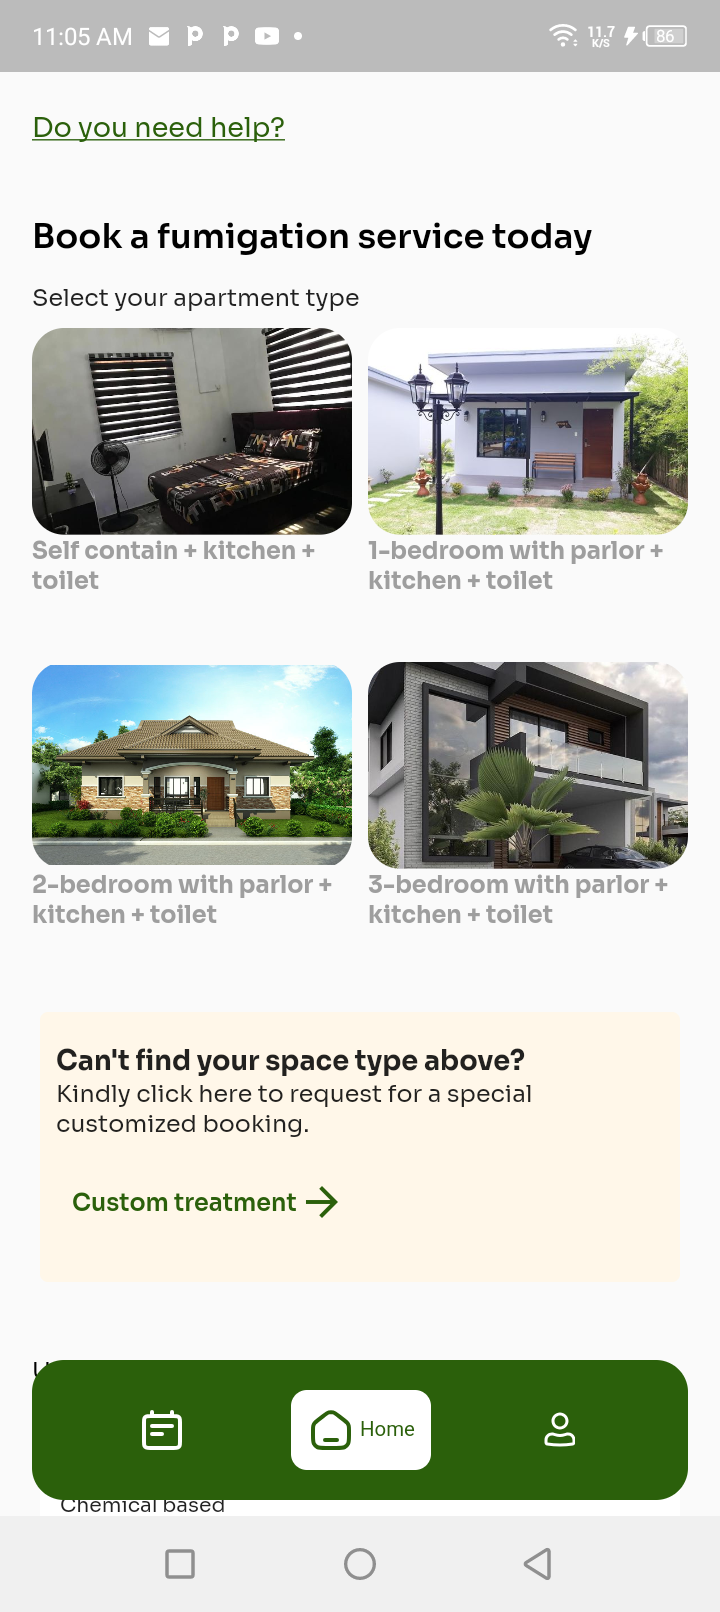 11:05 AM
11.7
K/S
86
Do you need help?
Book a fumigation service today
Select your apartment type
Self contain + kitchen +
toilet
1-bedroom with parlor +
kitchen + toilet
2-bedroom with parlor +
kitchen + toilet
3-bedroom with parlor +
kitchen + toilet
Can't find your space type above?
Kindly click here to request for a special
customized booking.
Custom treatment
Home
Chemical based